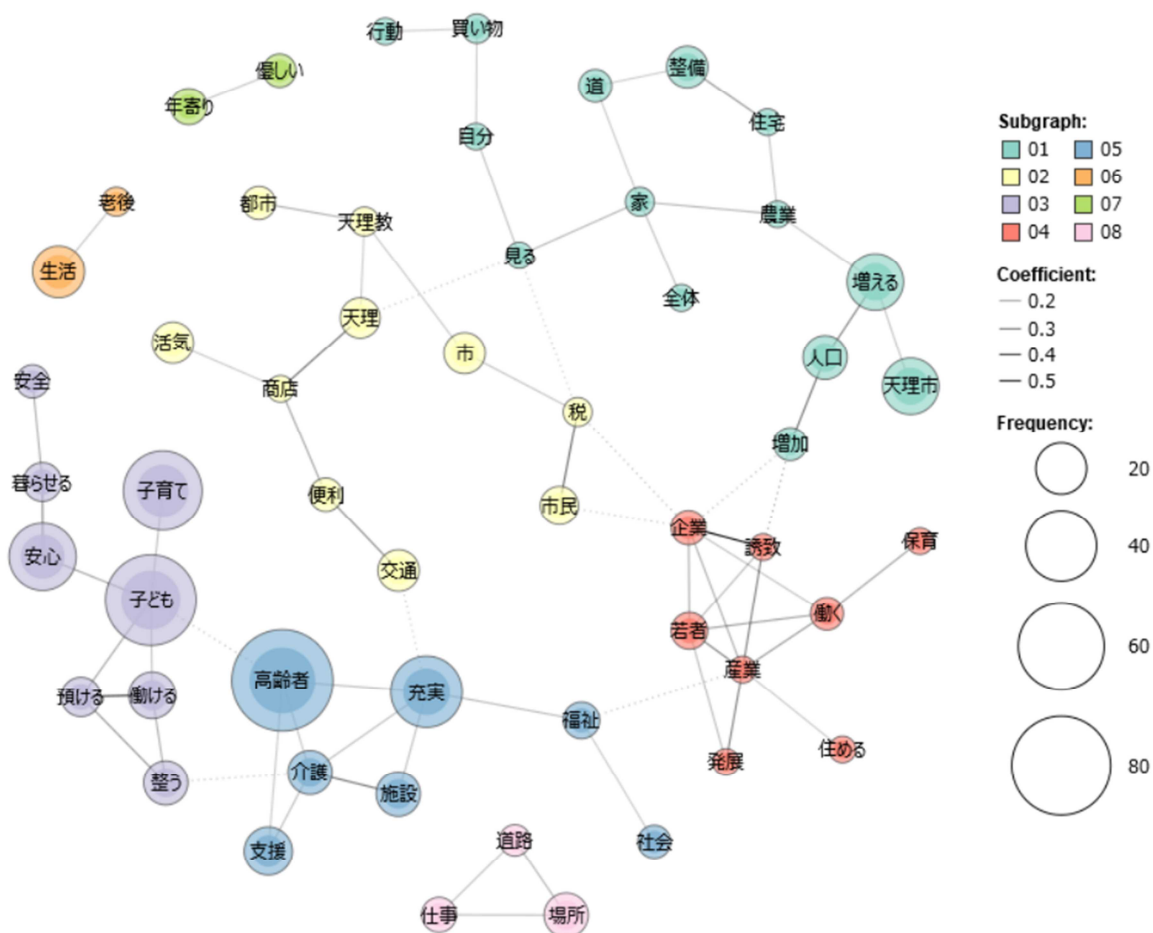 行動
買い物
優しい
年寄り
道
整備
住宅
自分
老後
生活
都市
天理教
家
農業
見る
全体
増える
天理
活気
市
人口
天理市
商店
税
増加
安全
暮らせる
子育て
便利
市民
安心
交通
企業
誘致
保育
子ども
若者
働く
高齢者
充実
産業
預ける
働ける
福祉
発展
住める
整う
介護
施設
支援
社会
道路
仕事
場所
Subgraph:
01 05
02 06
03 07
04 08
Coefficient:
0.2
0.3
0.4
0.5
Frequency:
20
40
60
80